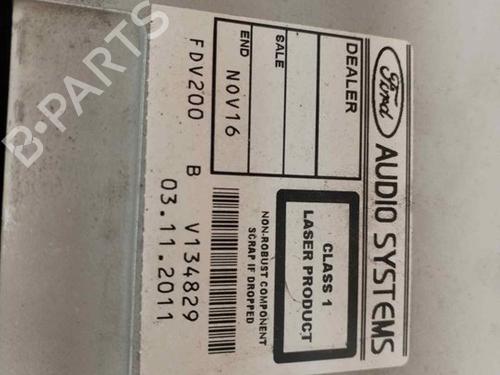 Ford AUDIO SYSTEMS
DEALER
SALE
END NOV16
CLASS 1
LASER PRODUCT
NON-ROBUST COMPONENT
SCRAP IF DROPPED
FDV200 B V134829
03.11.2011
B-PARTS